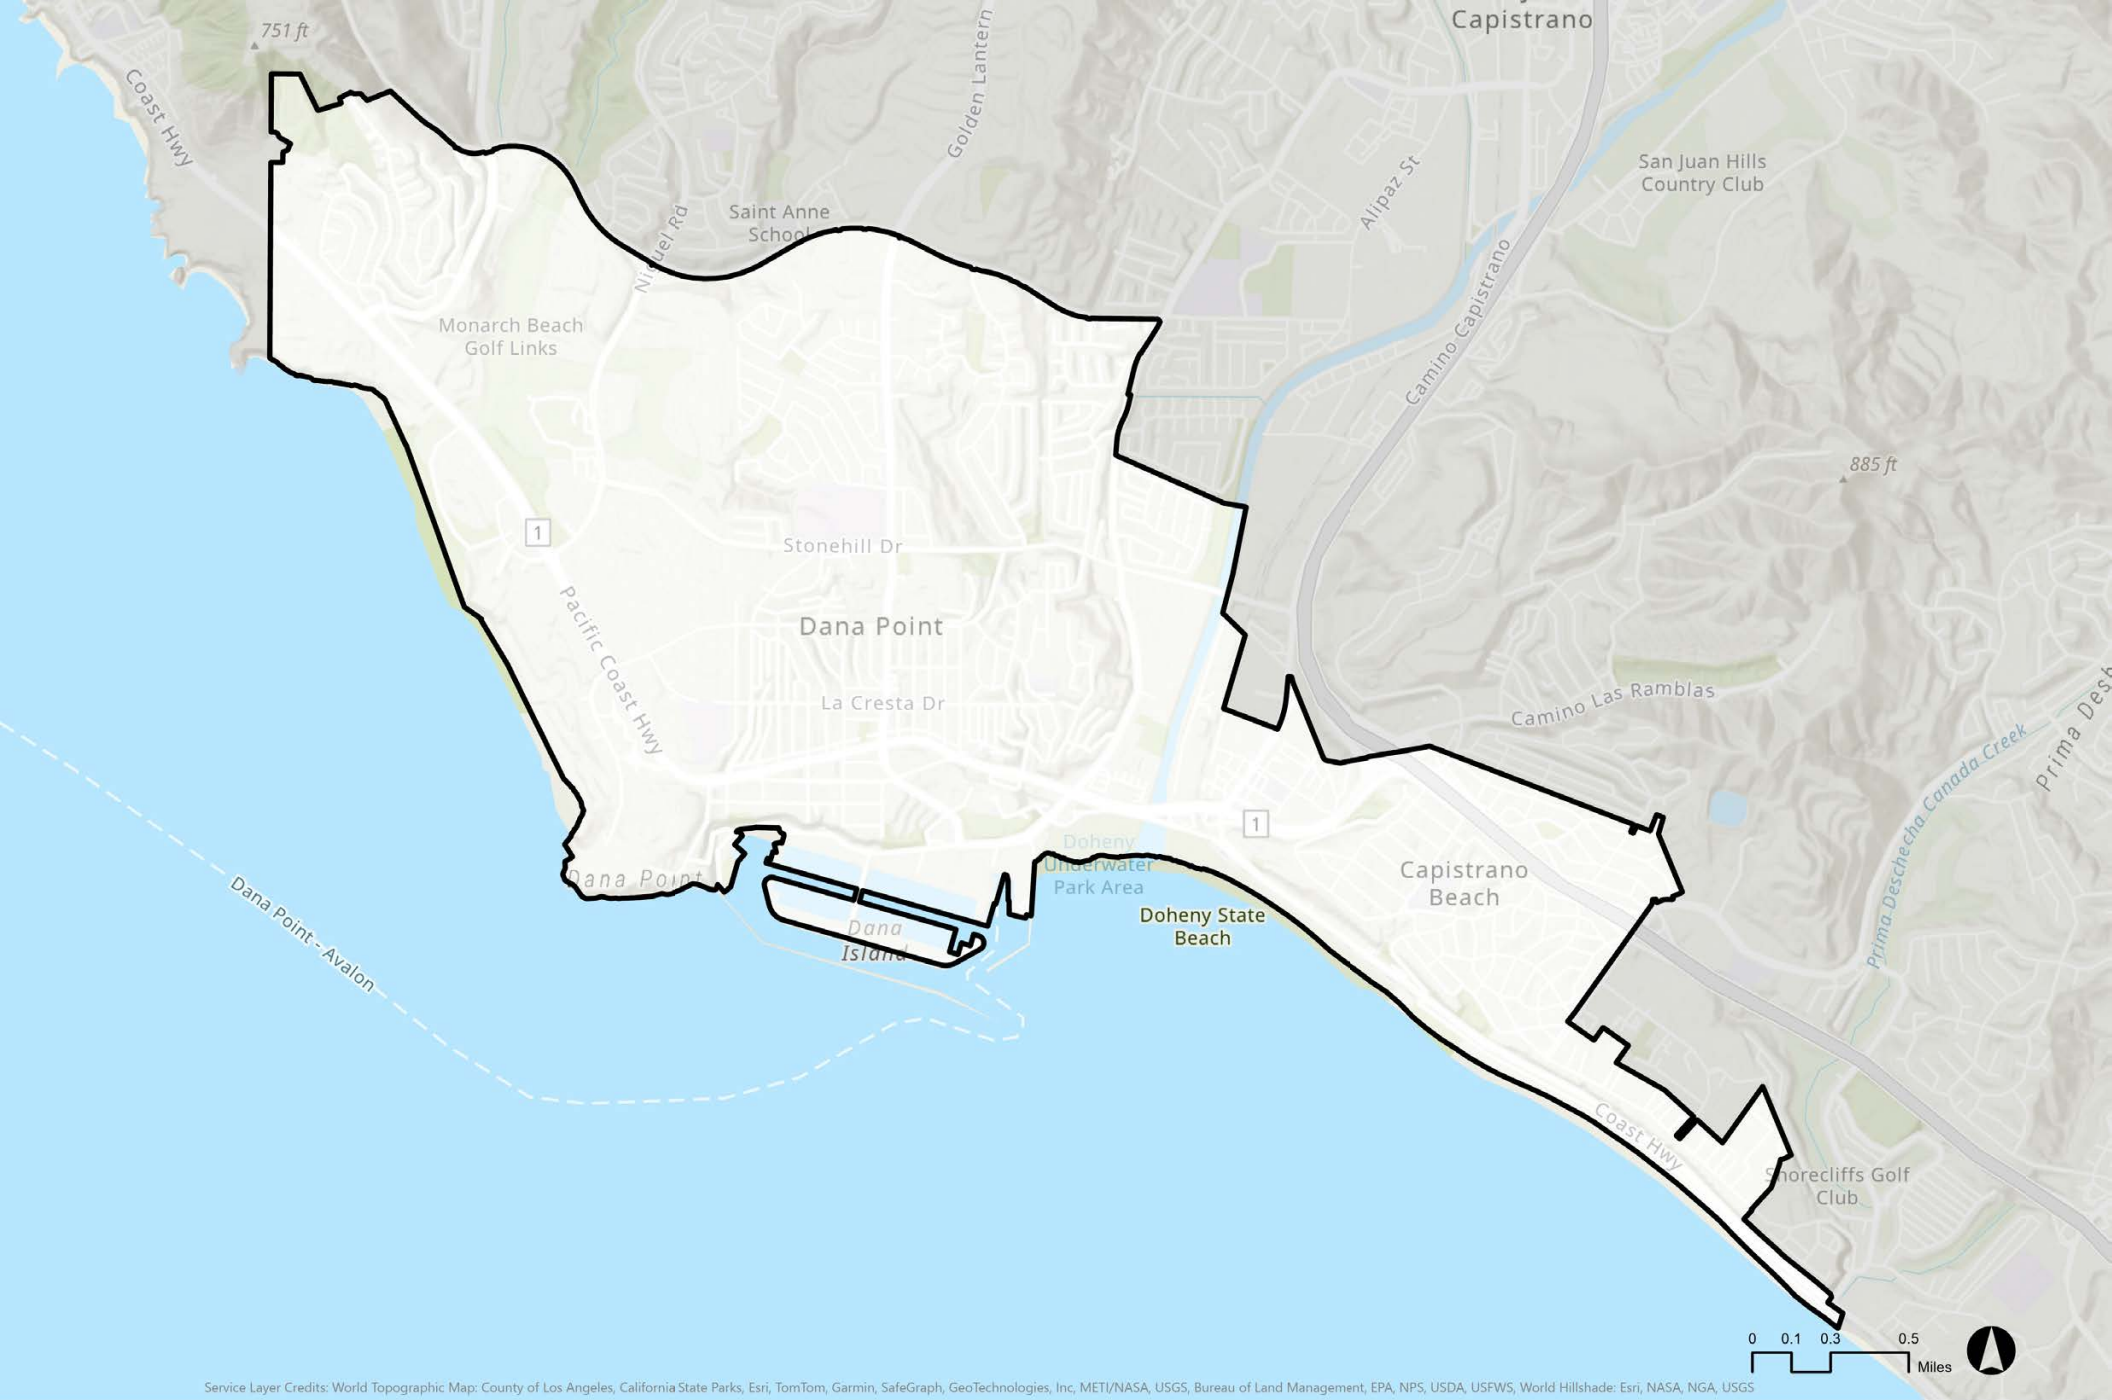 Capistrano
751 ft
Coast Hwy
Golden Lantern
San Juan Hills
Country Club
Alipaz St
Saint Anne
School
Niguel Rd
Camino Capistrano
Monarch Beach
Golf Links
885 ft
1
Stonehill Dr
Pacific Coast Hwy
Dana Point
La Cresta Dr
Camino Las Ramblas
Prima Desh
Prima Deschecha Canada Creek
1
Doheny
Underwater
Park Area
Capistrano
Beach
Dana Point
Dana
Island
Doheny State
Beach
Dana Point - Avalon
Coast Hwy
Shorecliffs Golf
Club
0 0.1 0.3 0.5
Miles
Service Layer Credits: World Topographic Map: County of Los Angeles, California State Parks, Esri, TomTom, Garmin, SafeGraph, GeoTechnologies, Inc, METI/NASA, USGS, Bureau of Land Management, EPA, NPS, USDA, USFWS, World Hillshade: Esri, NASA, NGA, USGS